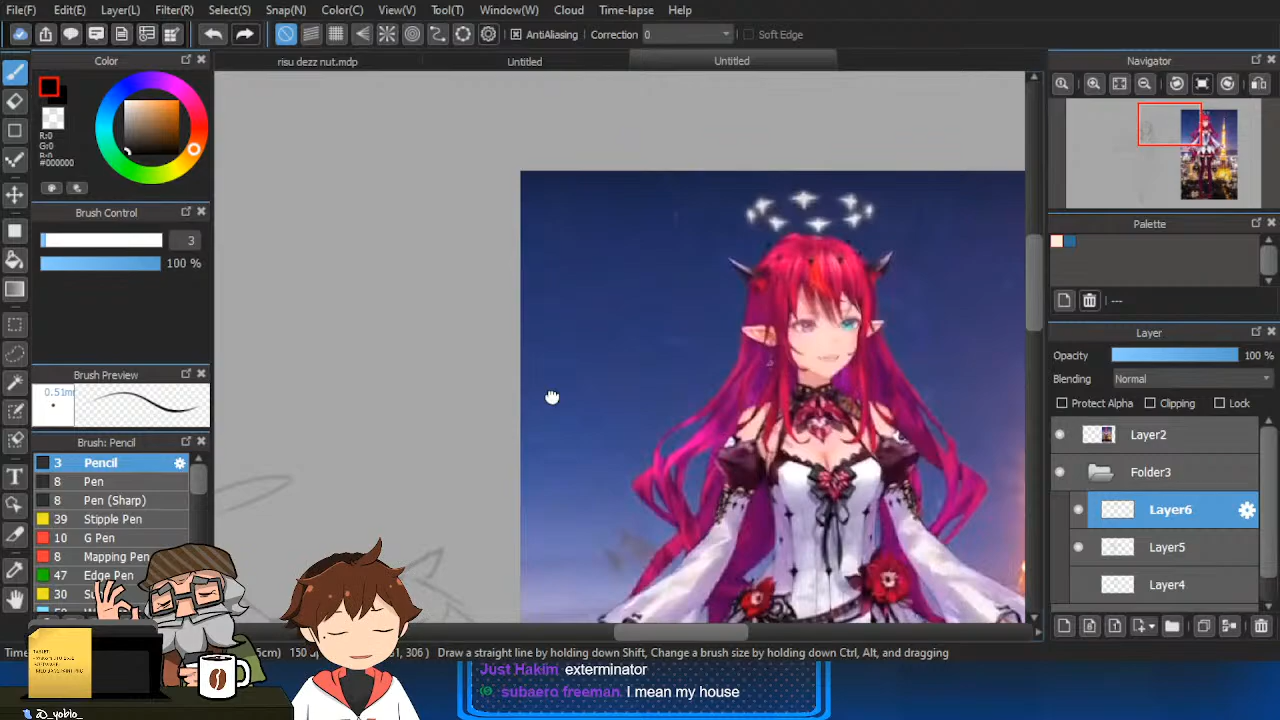 File(F) Edit(E) Layer(L) Filter(R) Select(S) Snap(N) Color(C) View(V) Tool(T) Window(W) Cloud Time-lapse Help
AntiAliasing Correction 0 Soft Edge
Color
risu dezz nut.mdp Untitled Untitled
Navigator
R:0
G:0
#000000
Brush Control
3
100 %
Palette
---
Layer
Opacity 100 %
Blending Normal
Protect Alpha Clipping Lock
Brush Preview
Brush: Pencil
3 Pencil
8 Pen
8 Pen (Sharp)
39 Stipple Pen
10 G Pen
8 Mapping Pen
47 Edge Pen
30
Layer2
Folder3
Layer6
Layer5
Layer4
Draw a straight line by holding down Shift, Change a brush size by holding down Ctrl, Alt, and dragging
Just Hakim exterminator
subaero freeman I mean my house